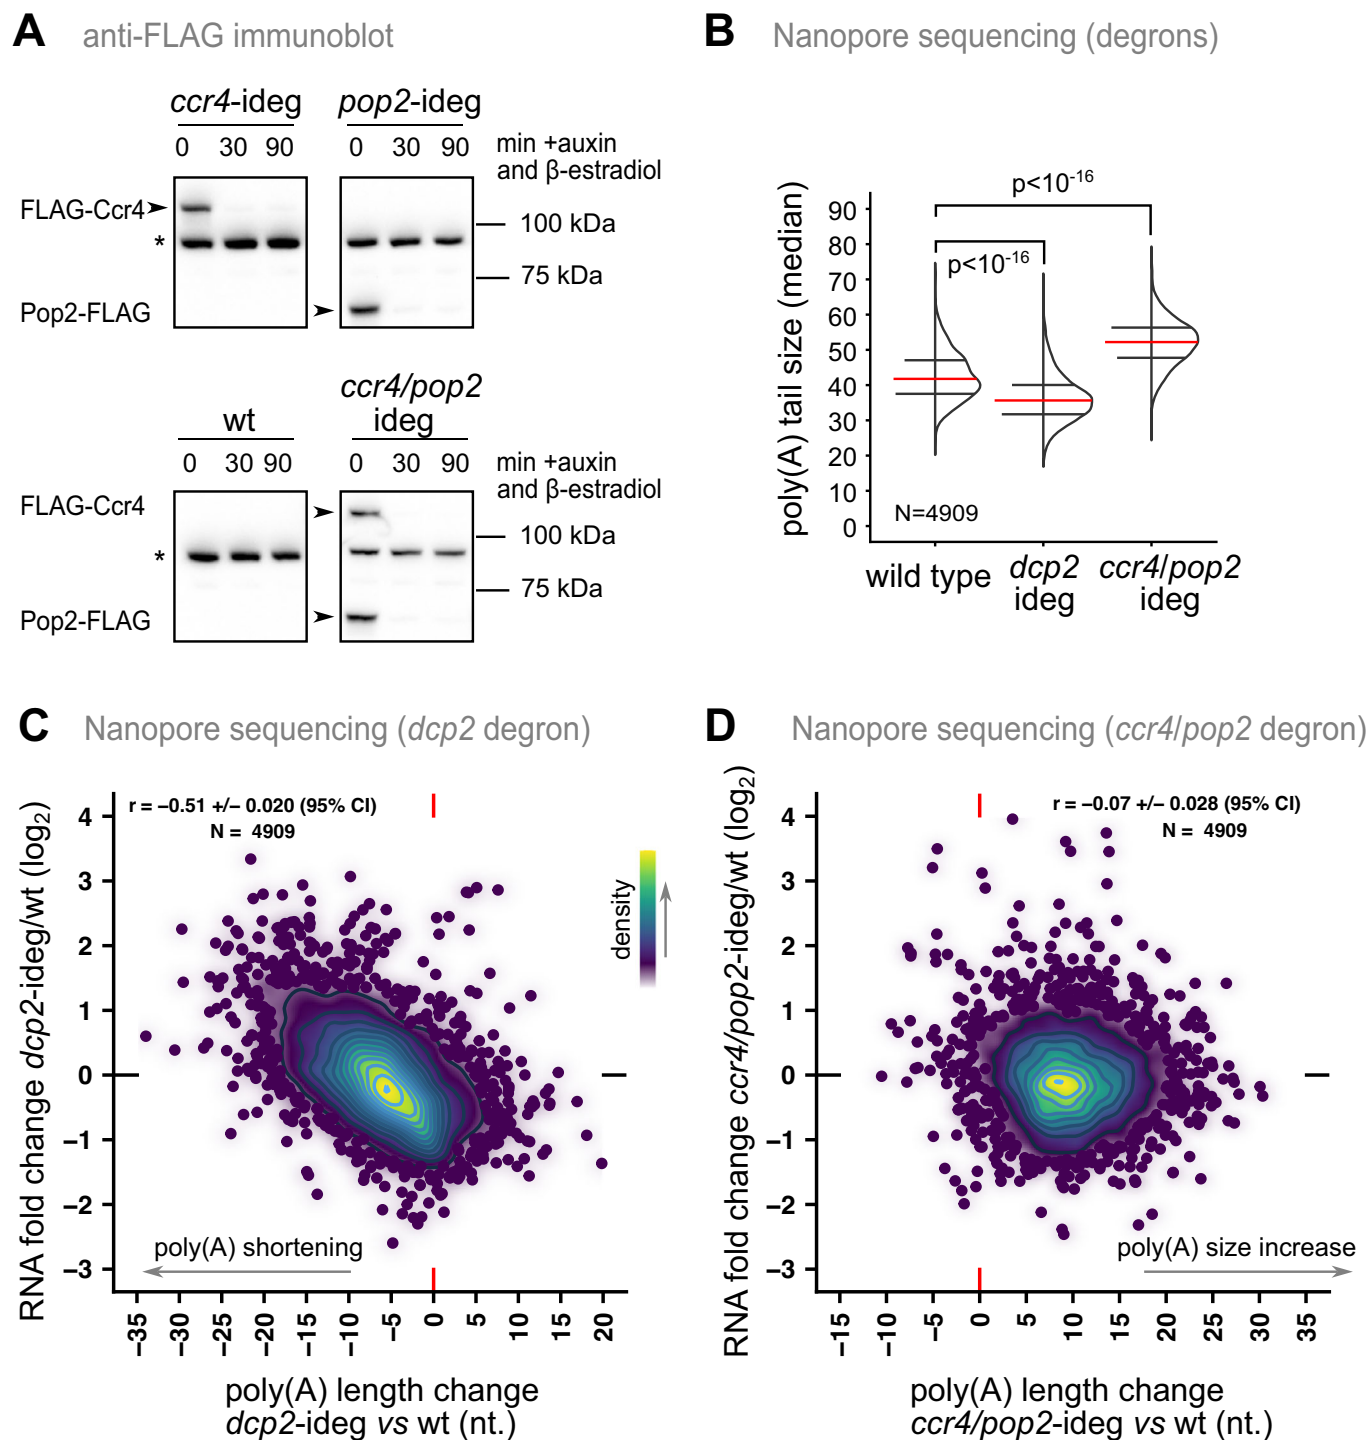 A anti-FLAG immunoblot
ccr4-ideg pop2-ideg
0 30 90 0 30 90 min +auxin
and β-estradiol
FLAG-Ccr4
100 kDa
*
75 kDa
Pop2-FLAG
wt ccr4/pop2
ideg
0 30 90 0 30 90 min +auxin
and β-estradiol
FLAG-Ccr4
100 kDa
*
75 kDa
Pop2-FLAG
B Nanopore sequencing (degrons)
poly(A) tail size (median)
90
80
70
60
50
40
30
20
10
0
p<10⁻¹⁶
p<10⁻¹⁶
N=4909
wild type dcp2 ccr4/pop2
ideg ideg
C Nanopore sequencing (dcp2 degron)
RNA fold change dcp2-ideg/wt (log₂)
r = −0.51 +/− 0.020 (95% CI)
N = 4909
4
3
2
1
0
−1
−2
−3
density
poly(A) shortening
−35 −30 −25 −20 −15 −10 −5 0 5 10 15 20
poly(A) length change
dcp2-ideg vs wt (nt.)
D Nanopore sequencing (ccr4/pop2 degron)
RNA fold change ccr4/pop2-ideg/wt (log₂)
r = −0.07 +/− 0.028 (95% CI)
N = 4909
4
3
2
1
0
−1
−2
−3
poly(A) size increase
−15 −10 −5 0 5 10 15 20 25 30 35
poly(A) length change
ccr4/pop2-ideg vs wt (nt.)